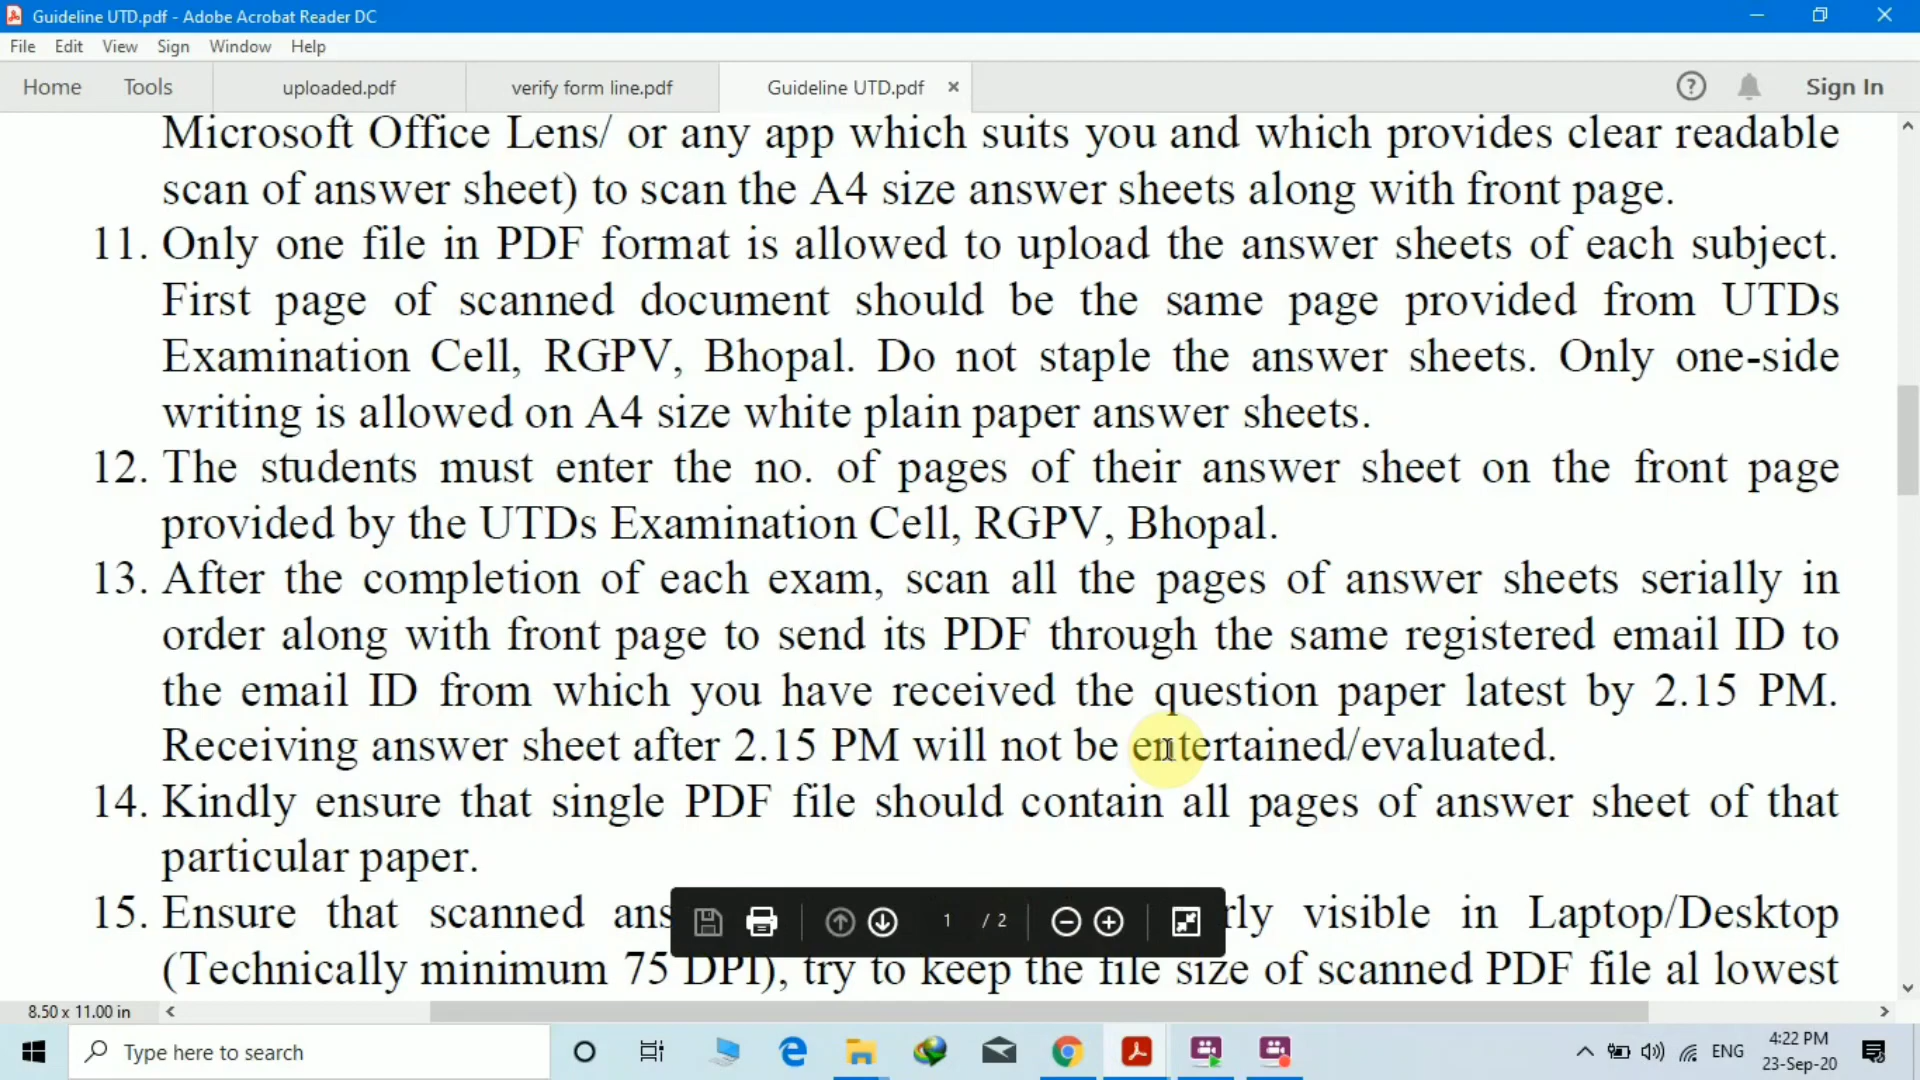 Guideline UTD.pdf - Adobe Acrobat Reader DC
File Edit View Sign Window Help
Home Tools uploaded.pdf verify form line.pdf Guideline UTD.pdf × ? Sign In
Microsoft Office Lens/ or any app which suits you and which provides clear readable
scan of answer sheet) to scan the A4 size answer sheets along with front page.
11. Only one file in PDF format is allowed to upload the answer sheets of each subject.
First page of scanned document should be the same page provided from UTDs
Examination Cell, RGPV, Bhopal. Do not staple the answer sheets. Only one-side
writing is allowed on A4 size white plain paper answer sheets.
12. The students must enter the no. of pages of their answer sheet on the front page
provided by the UTDs Examination Cell, RGPV, Bhopal.
13. After the completion of each exam, scan all the pages of answer sheets serially in
order along with front page to send its PDF through the same registered email ID to
the email ID from which you have received the question paper latest by 2.15 PM.
Receiving answer sheet after 2.15 PM will not be entertained/evaluated.
14. Kindly ensure that single PDF file should contain all pages of answer sheet of that
particular paper.
15. Ensure that scanned ans rly visible in Laptop/Desktop
1 / 2
(Technically minimum 75 DPI), try to keep the file size of scanned PDF file al lowest
8.50 x 11.00 in
Type here to search
ENG
4:22 PM
23-Sep-20